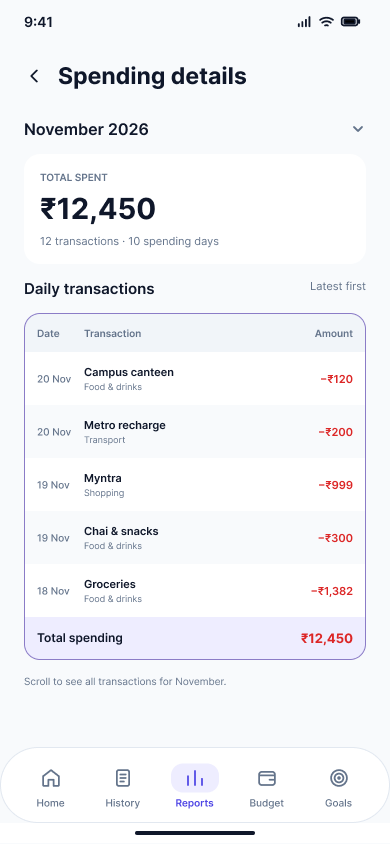 9:41
Spending details
November 2026
TOTAL SPENT
₹12,450
12 transactions · 10 spending days
Daily transactions Latest first
Date Transaction Amount
20 Nov Campus canteen −₹120
Food & drinks
20 Nov Metro recharge −₹200
Transport
19 Nov Myntra −₹999
Shopping
19 Nov Chai & snacks −₹300
Food & drinks
18 Nov Groceries −₹1,382
Food & drinks
Total spending ₹12,450
Scroll to see all transactions for November.
Home History Reports Budget Goals